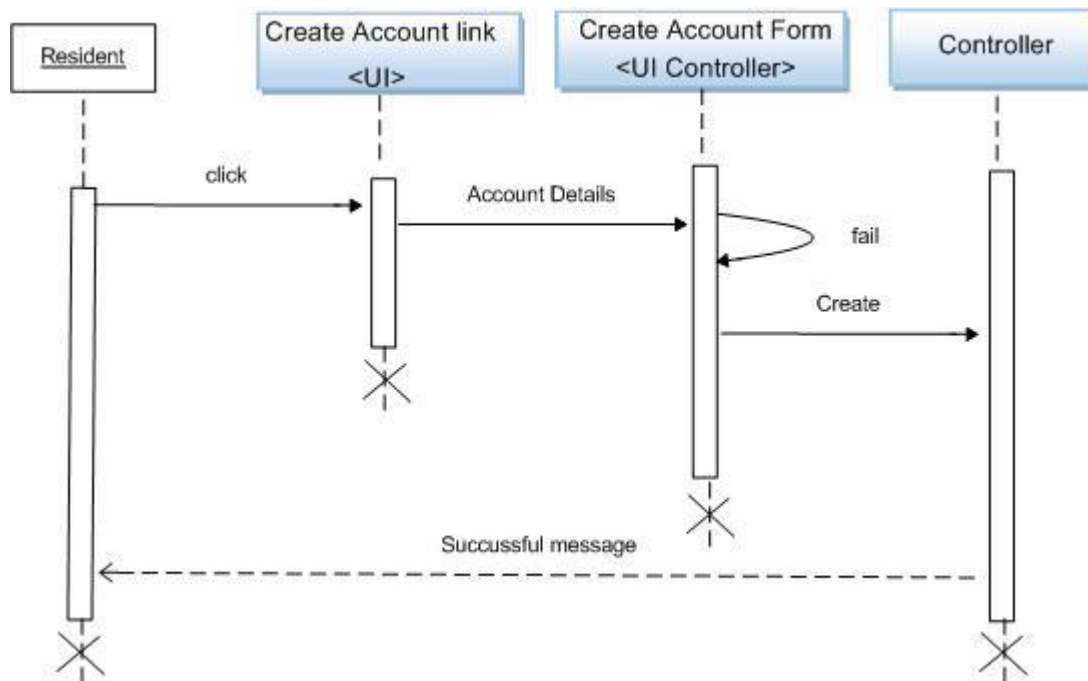 Resident
Create Account link
<UI>
Create Account Form
<UI Controller>
Controller
click
Account Details
fail
Create
Succussful message